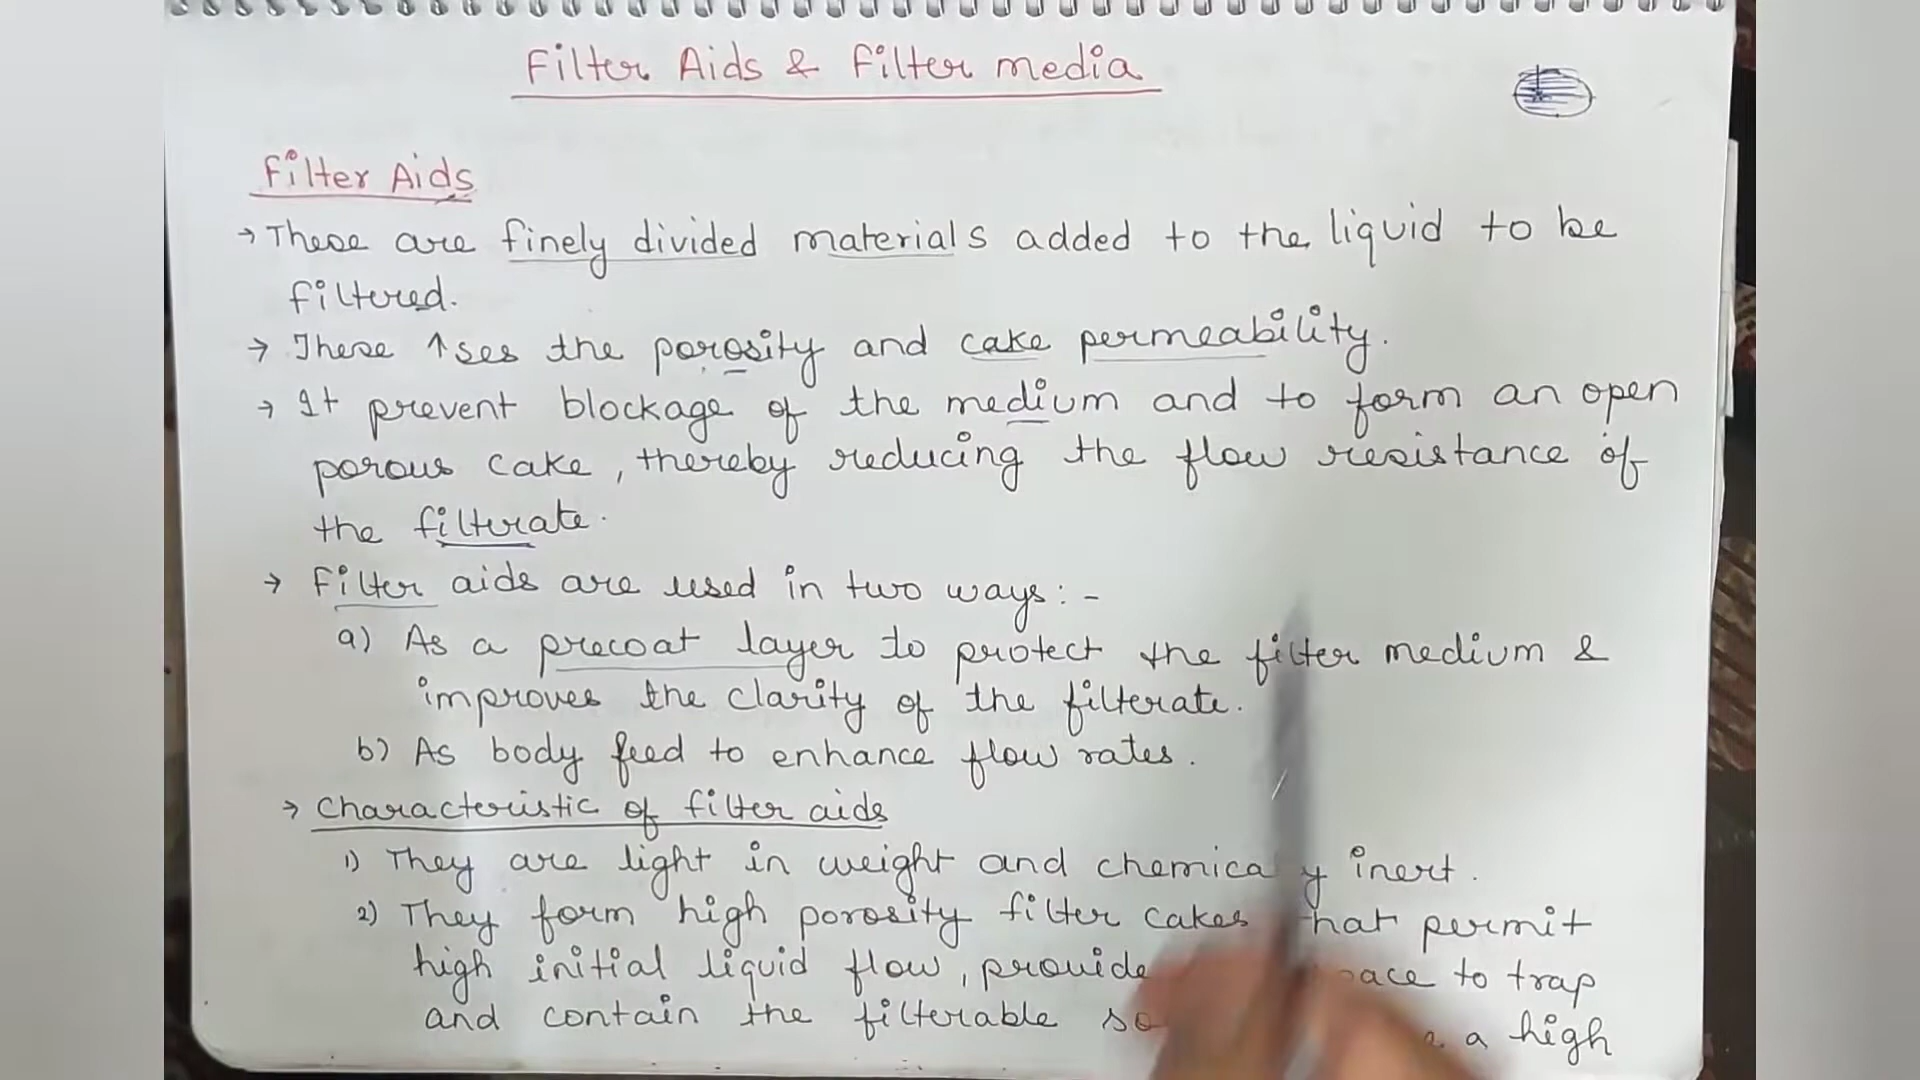 Filter Aids & Filter media
Filter Aids
→ These are finely divided materials added to the liquid to be
filtered.
→ These ↑ses the porosity and cake permeability.
→ It prevent blockage of the medium and to form an open
porous cake, thereby reducing the flow resistance of
the filterate.
→ Filter aids are used in two ways:-
a) As a precoat layer to protect the filter medium &
improves the clarity of the filterate.
b) As body feed to enhance flow rates.
→ Characteristic of filter aids
1) They are light in weight and chemica y inert.
2) They form high porosity filter cakes that permit
high initial liquid flow, provide to trap
and contain the filterable a high